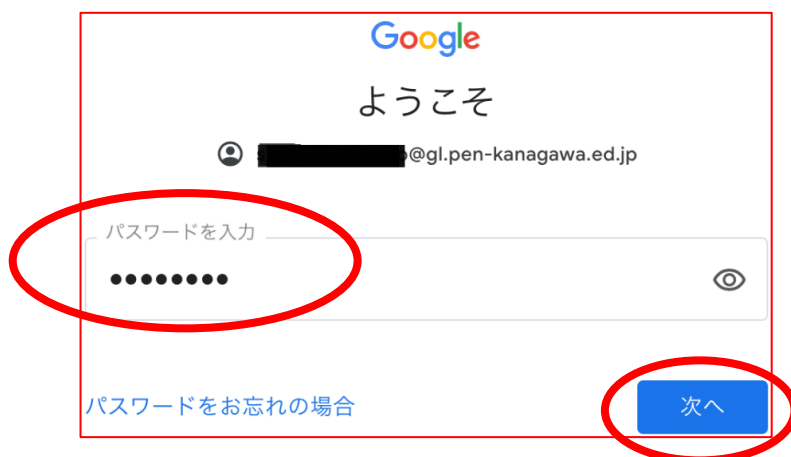 Google
ようこそ
@gl.pen-kanagawa.ed.jp
パスワードを入力
••••••••
パスワードをお忘れの場合
次へ